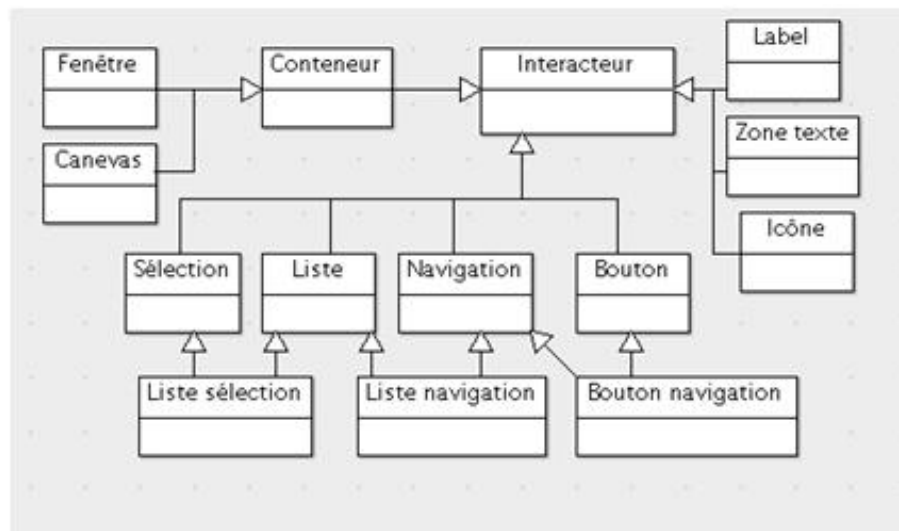 Label
Fenêtre
Conteneur
Interacteur
Zone texte
Canevas
Icône
Sélection
Liste
Navigation
Bouton
Liste sélection
Liste navigation
Bouton navigation